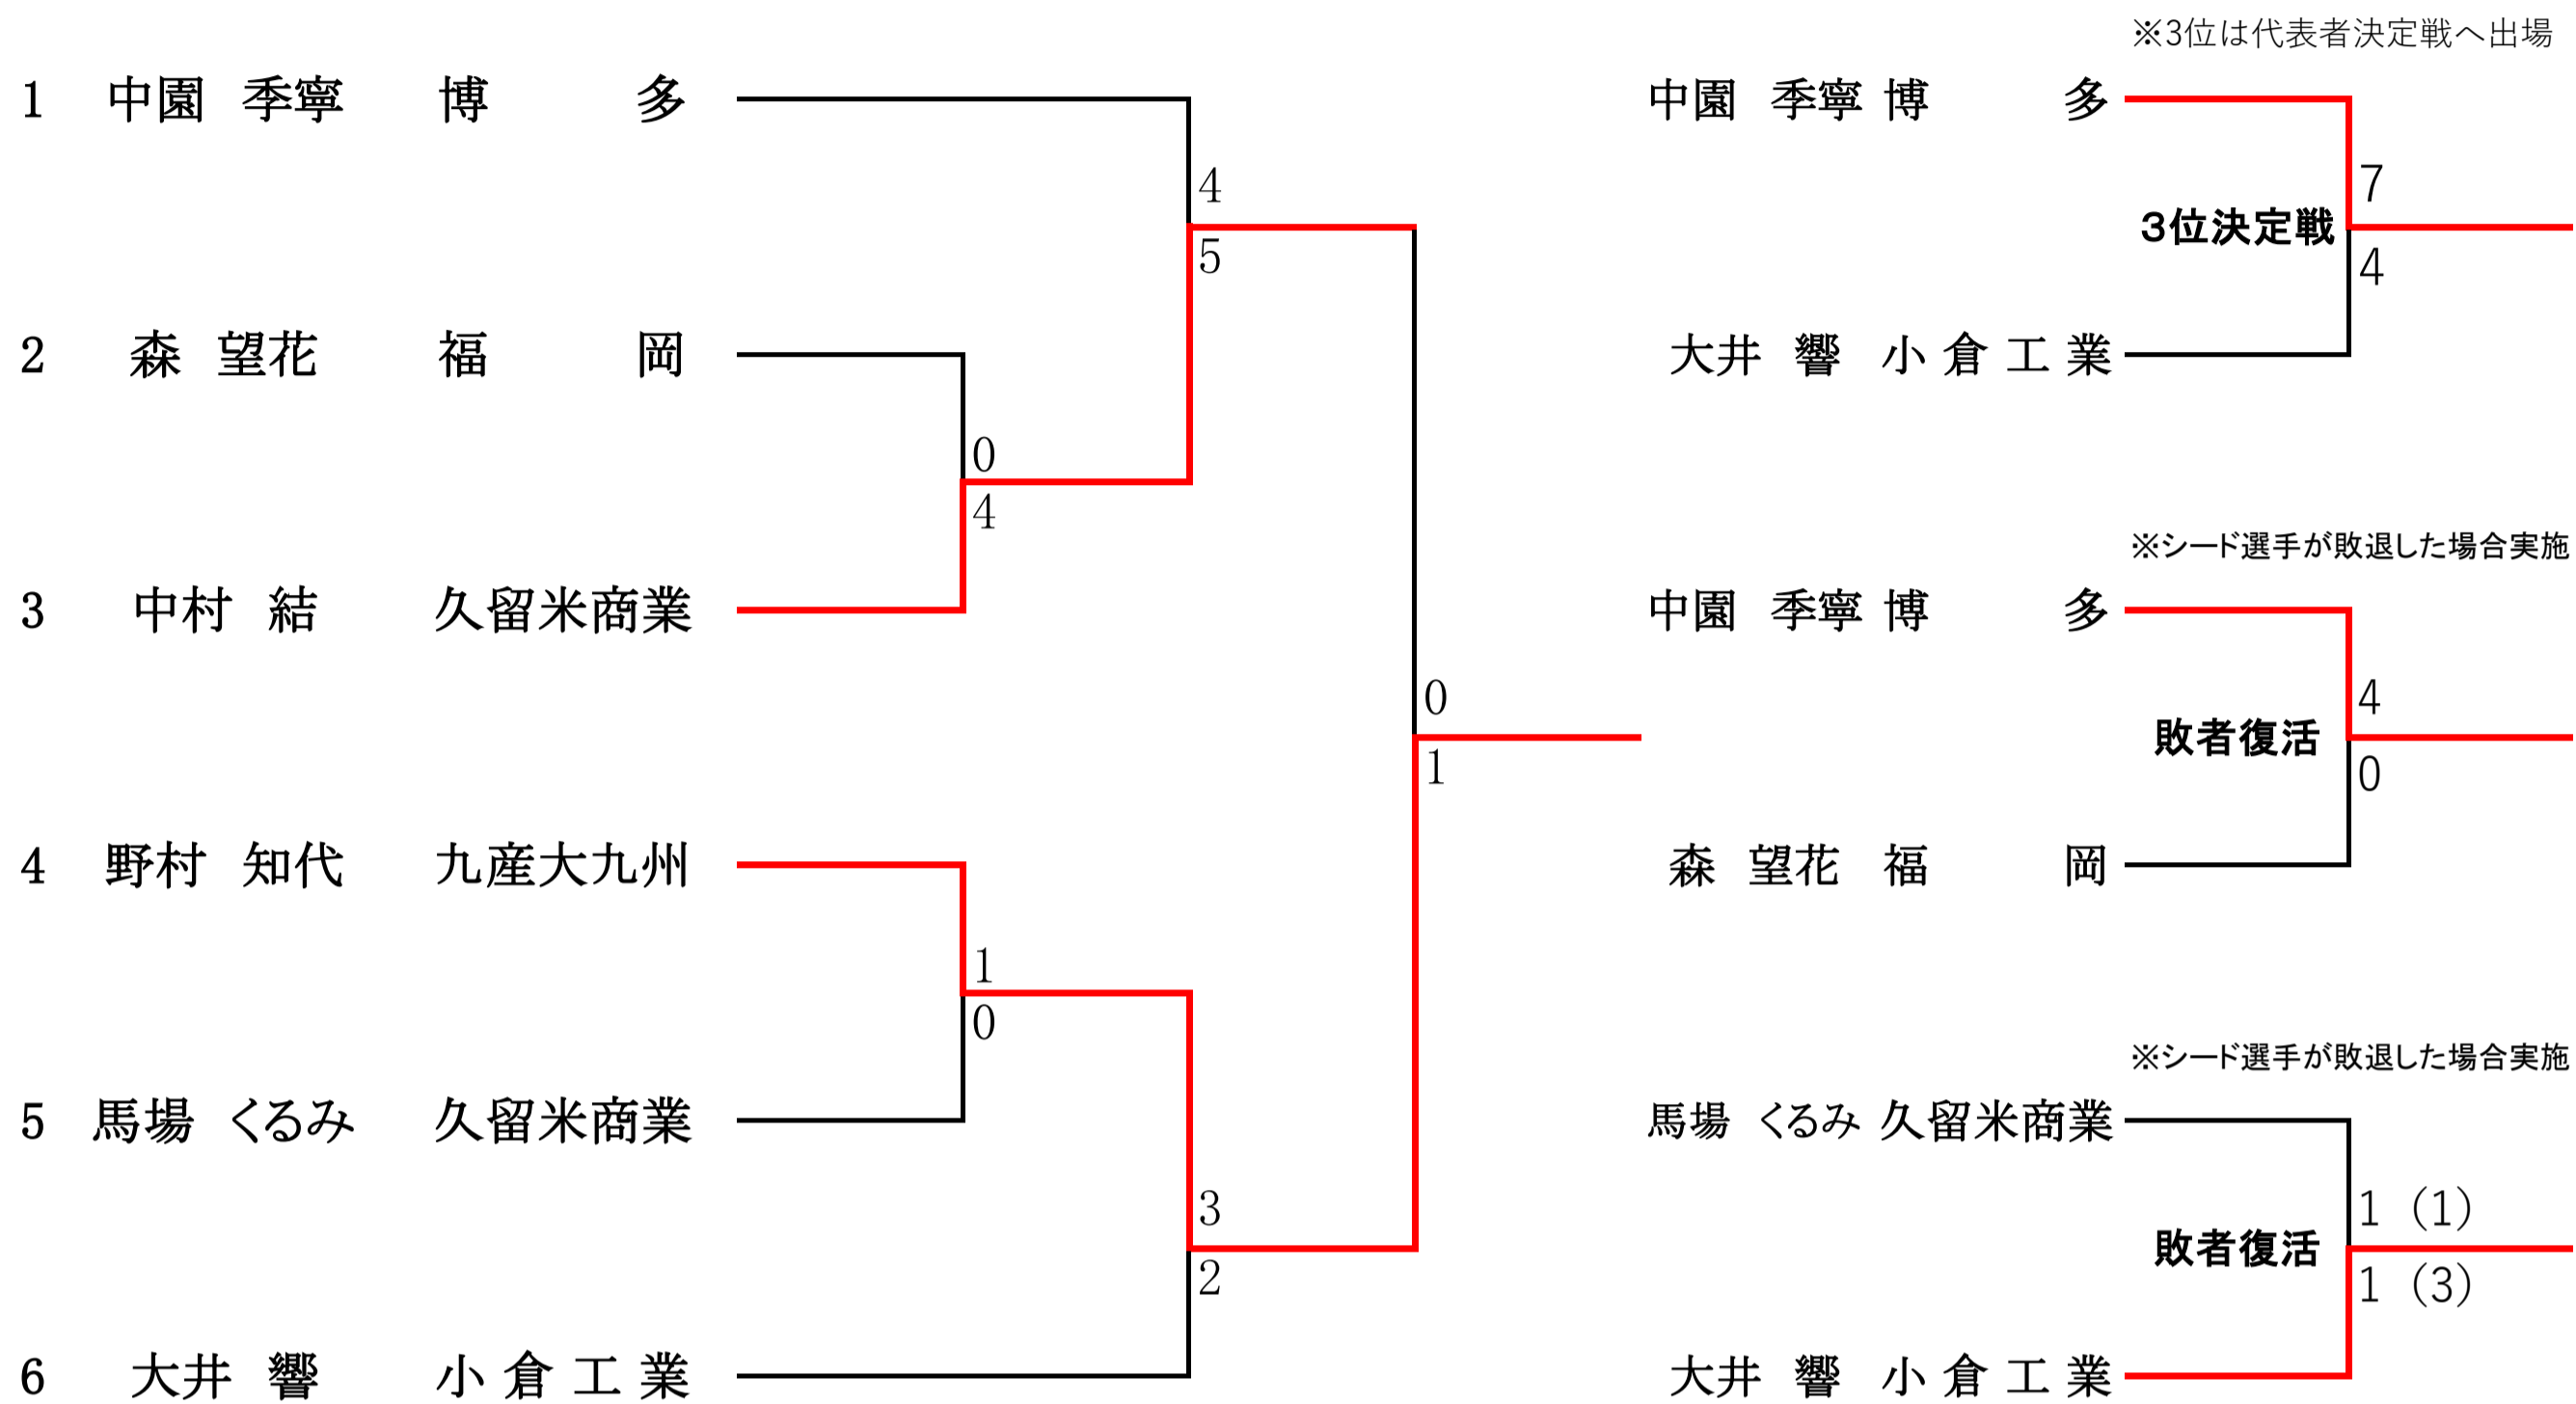 ※3位は代表者決定戦へ出場
1 中園 季寧 博 多
2 森 望花 福 岡
3 中村 結 久留米商業
4 野村 知代 九産大九州
5 馬場 くるみ 久留米商業
6 大井 響 小 倉 工 業
4
5
0
4
1
0
3
2
0
1
中園 季寧 博 多
7
3位決定戦
4
大井 響 小 倉 工 業
※シード選手が敗退した場合実施
中園 季寧 博 多
4
敗者復活
0
森 望花 福 岡
※シード選手が敗退した場合実施
馬場 くるみ 久留米商業
1 (1)
敗者復活
1 (3)
大井 響 小 倉 工 業